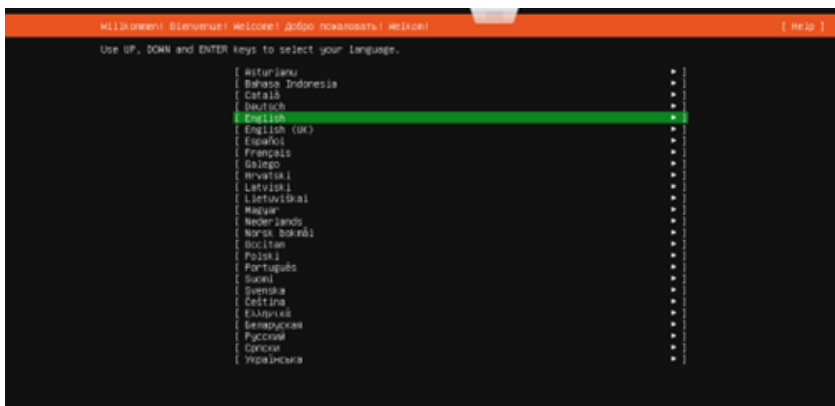 Willkommen! Bienvenue! Welcome! Добро пожаловать! Welkom! [ Help ]
Use UP, DOWN and ENTER keys to select your language.
[ Asturianu ▸ ]
[ Bahasa Indonesia ▸ ]
[ Català ▸ ]
[ Deutsch ▸ ]
[ English ▸ ]
[ English (UK) ▸ ]
[ Español ▸ ]
[ Français ▸ ]
[ Galego ▸ ]
[ Hrvatski ▸ ]
[ Latviski ▸ ]
[ Lietuviškai ▸ ]
[ Magyar ▸ ]
[ Nederlands ▸ ]
[ Norsk bokmål ▸ ]
[ Occitan ▸ ]
[ Polski ▸ ]
[ Português ▸ ]
[ Suomi ▸ ]
[ Svenska ▸ ]
[ Čeština ▸ ]
[ Ελληνικά ▸ ]
[ Беларуская ▸ ]
[ Русский ▸ ]
[ Српски ▸ ]
[ Українська ▸ ]